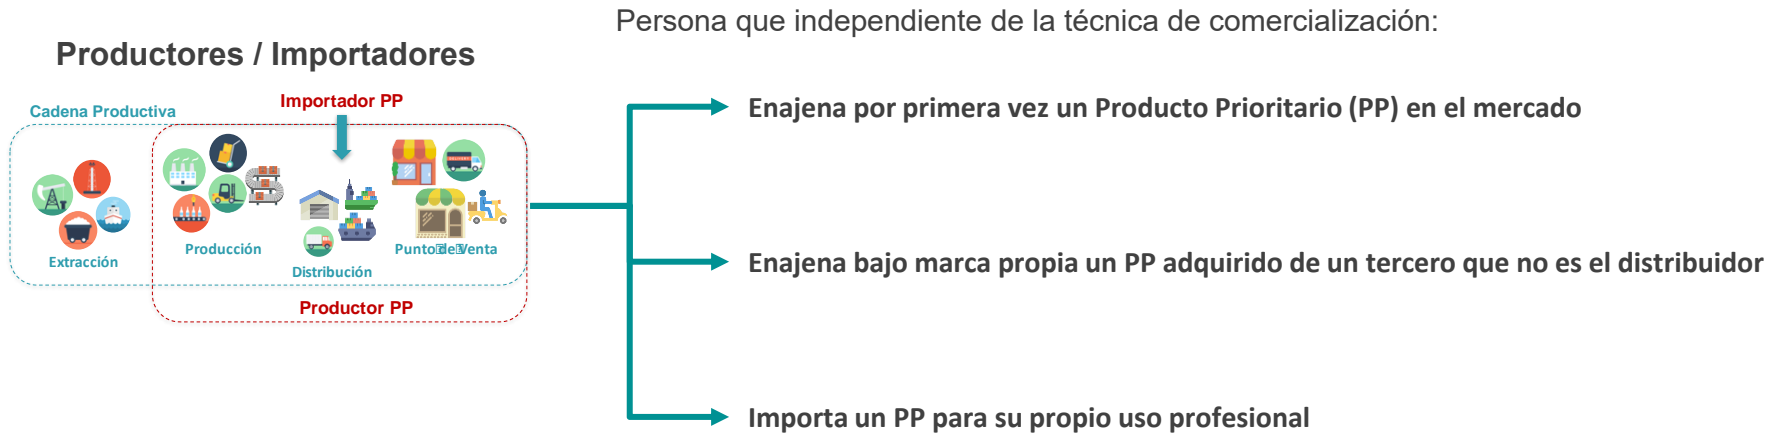 Persona que independiente de la técnica de comercialización:
Productores / Importadores
Cadena Productiva
Importador PP
Extracción
Producción
Distribución
Punto de Venta
Productor PP
Enajena por primera vez un Producto Prioritario (PP) en el mercado
Enajena bajo marca propia un PP adquirido de un tercero que no es el distribuidor
Importa un PP para su propio uso profesional